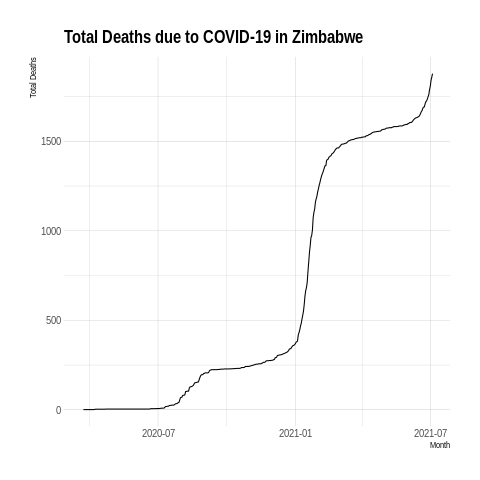 Total Deaths due to COVID-19 in Zimbabwe
Total Deaths
1500
1000
500
0
2020-07 2021-01 2021-07
Month